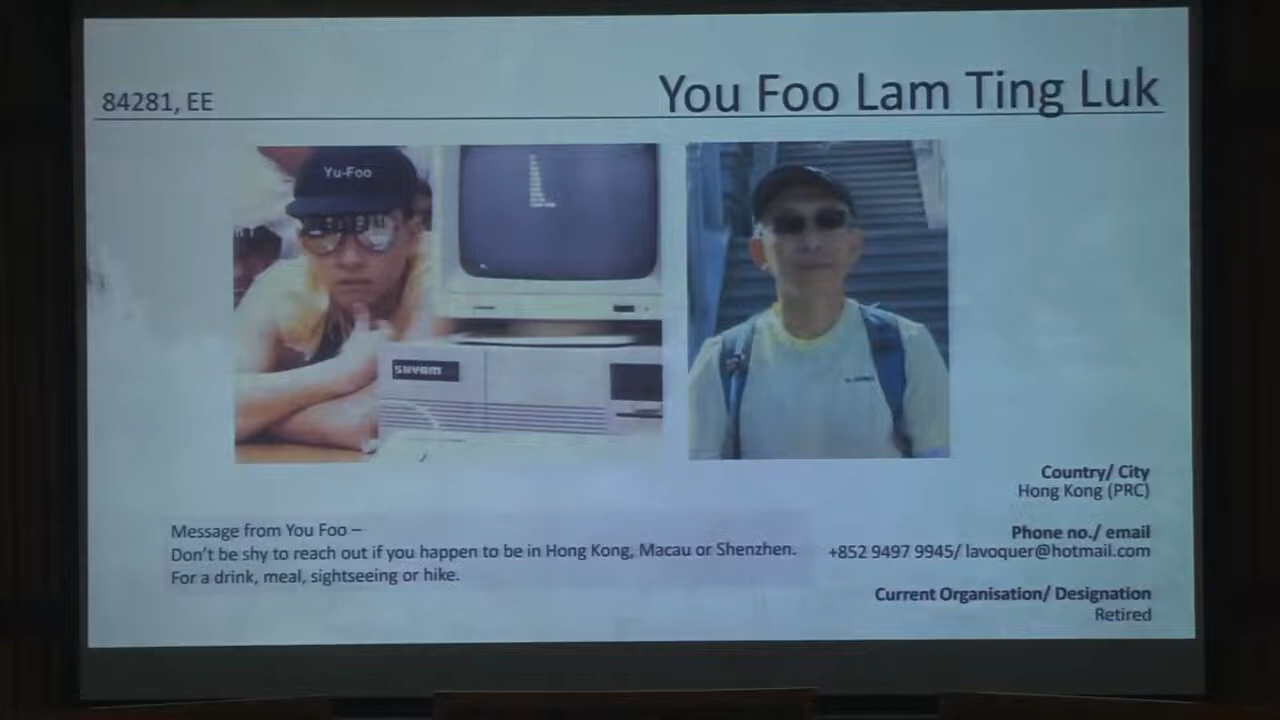 84281, EE
You Foo Lam Ting Luk
Yu-Foo
SHYAM
Country/ City
Hong Kong (PRC)
Message from You Foo –
Don't be shy to reach out if you happen to be in Hong Kong, Macau or Shenzhen.
For a drink, meal, sightseeing or hike.
Phone no./ email
+852 9497 9945/ lavoquer@hotmail.com
Current Organisation/ Designation
Retired